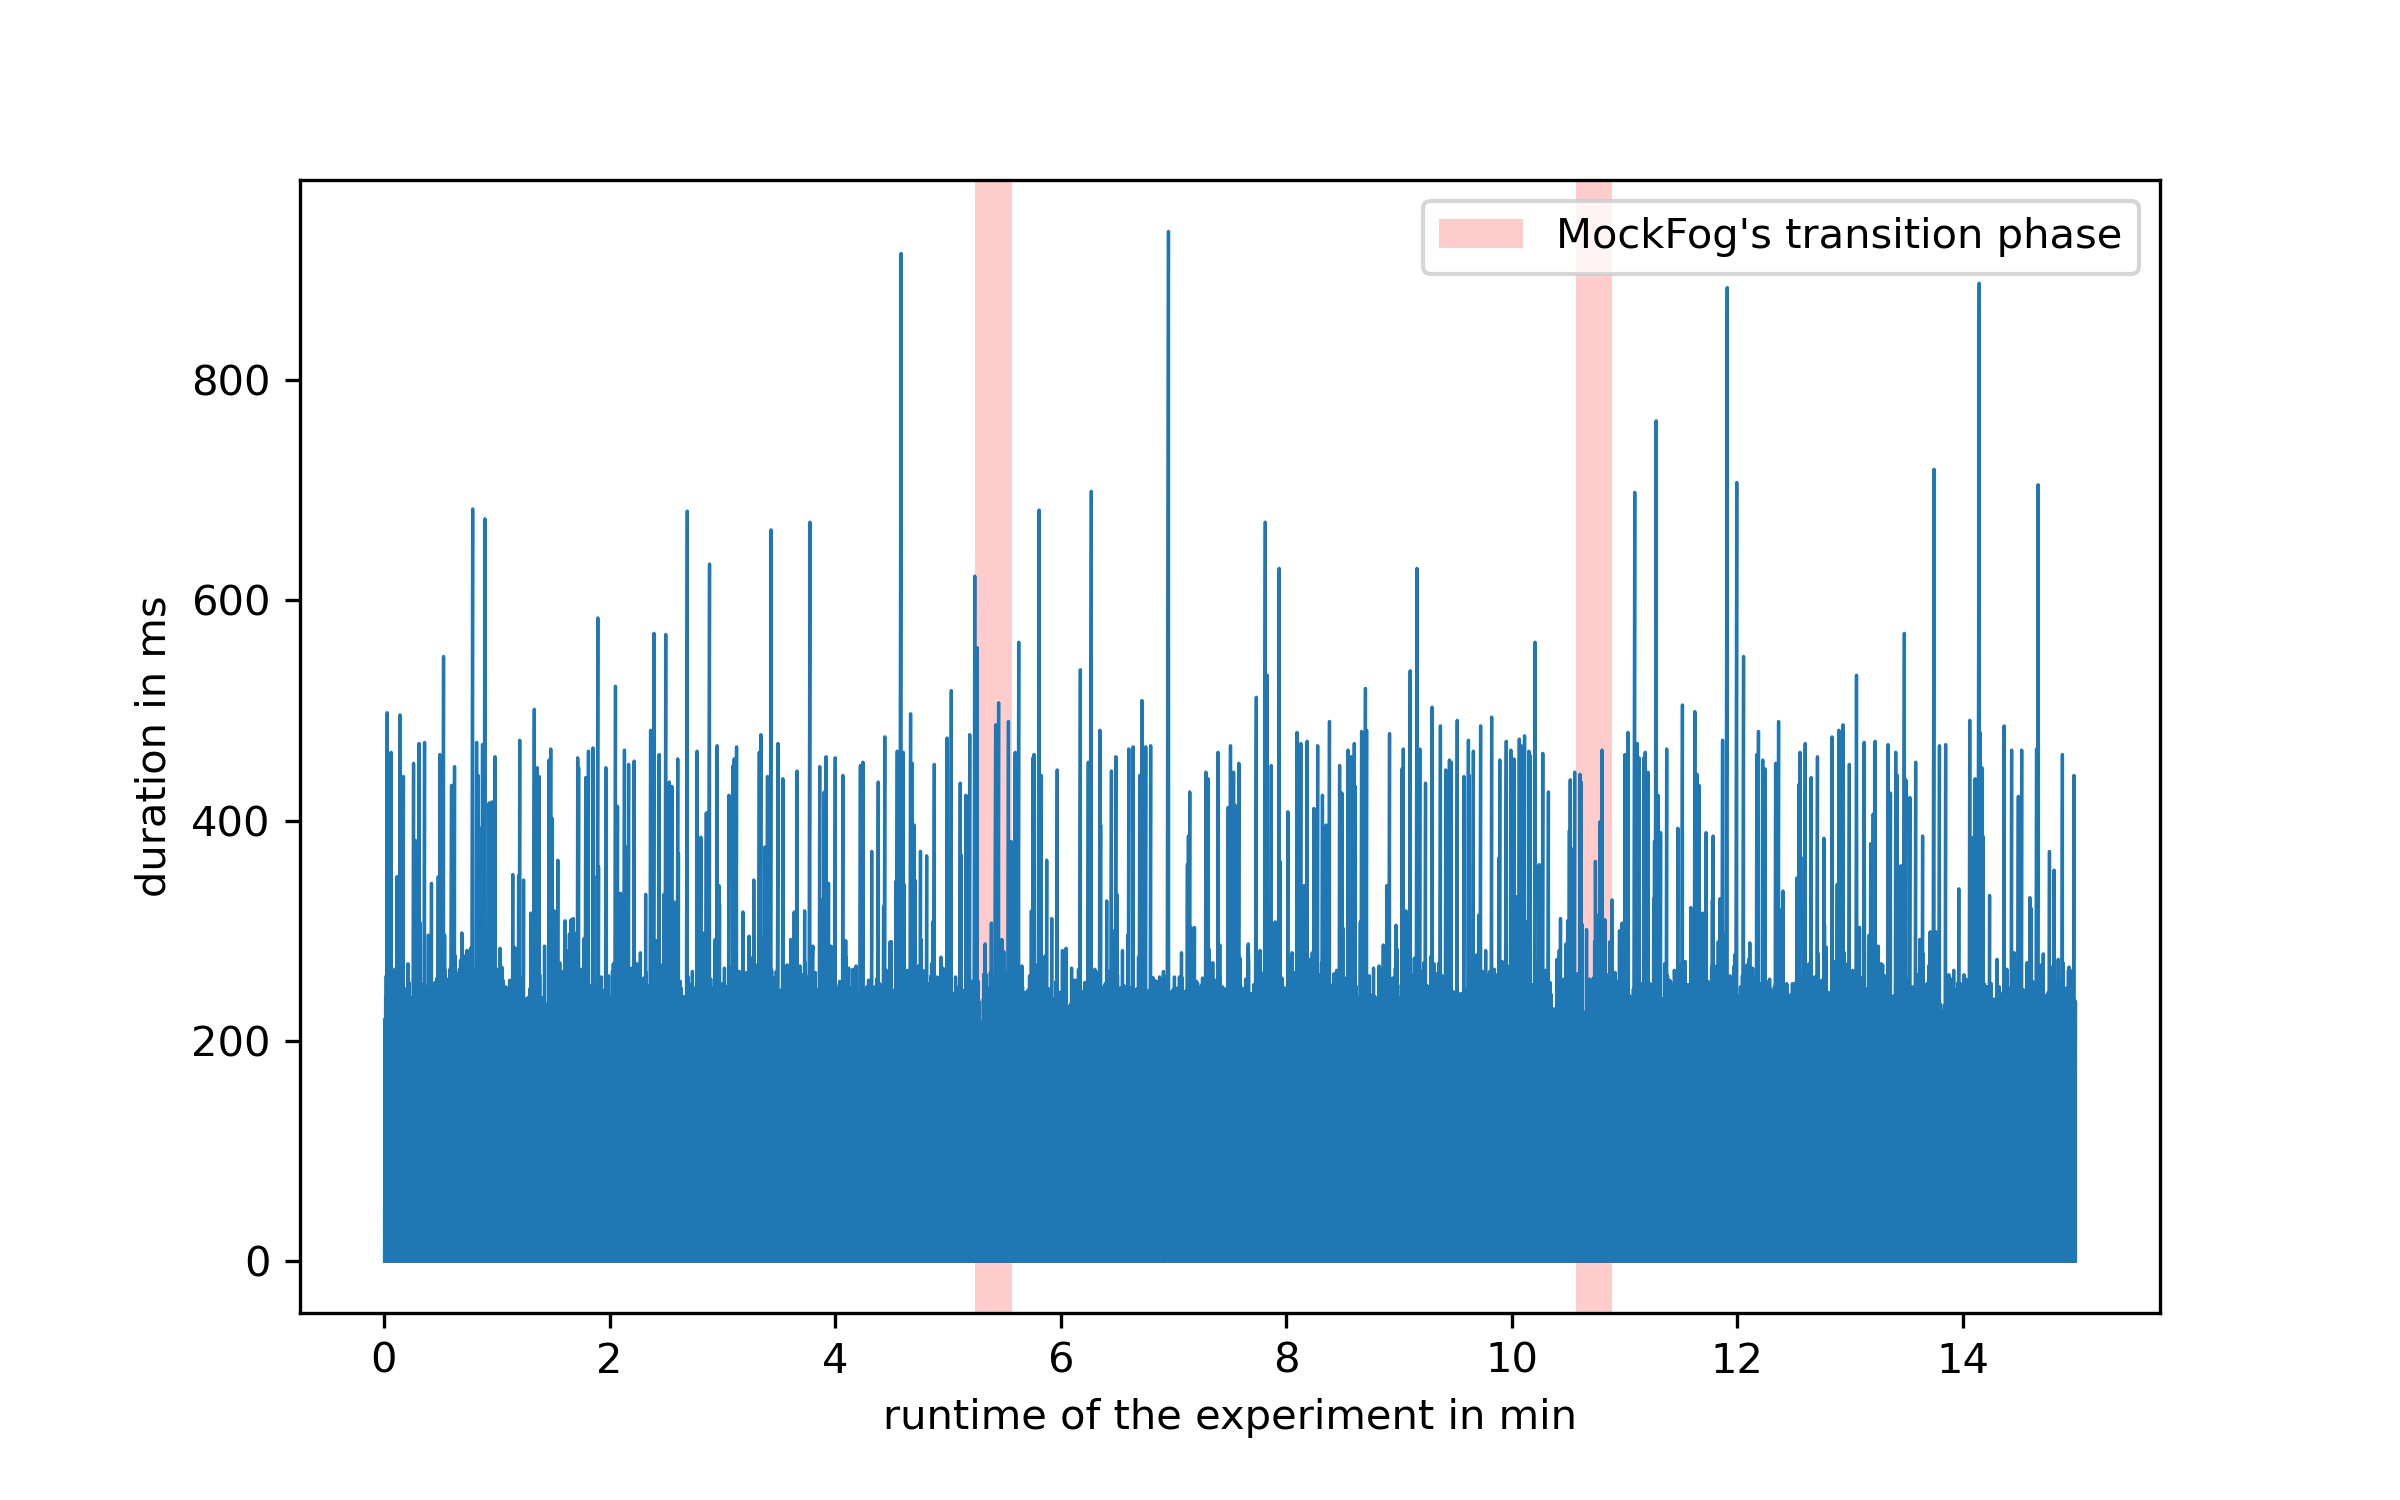 MockFog's transition phase
800
600
400
200
0
duration in ms
0 2 4 6 8 10 12 14
runtime of the experiment in min